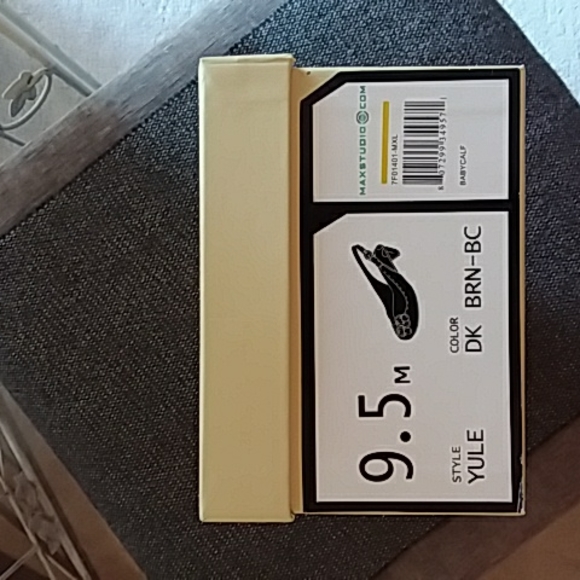 9.5 M
STYLE
YULE
COLOR
DK BRN-BC
MAXSTUDIO@COM
7F01401-MXL
BABYCALF